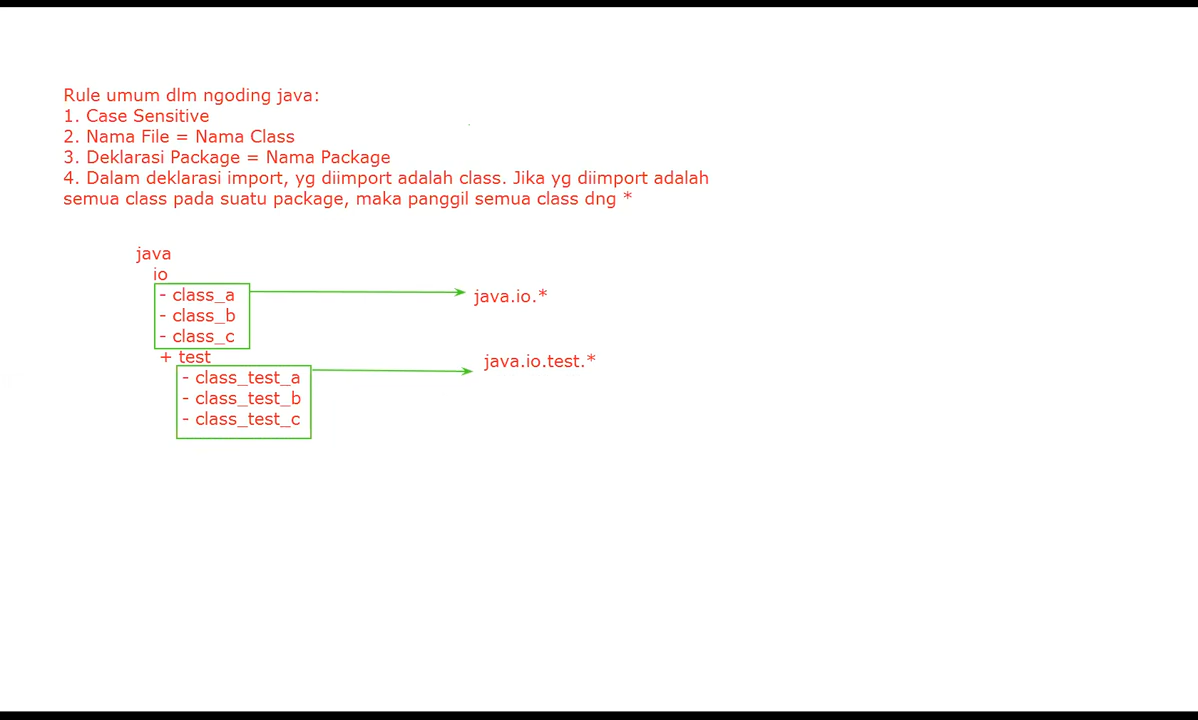 Rule umum dlm ngoding java:
1. Case Sensitive
2. Nama File = Nama Class
3. Deklarasi Package = Nama Package
4. Dalam deklarasi import, yg diimport adalah class. Jika yg diimport adalah
semua class pada suatu package, maka panggil semua class dng *
java
io
- class_a
java.io.*
- class_b
- class_c
+ test
java.io.test.*
- class_test_a
- class_test_b
- class_test_c